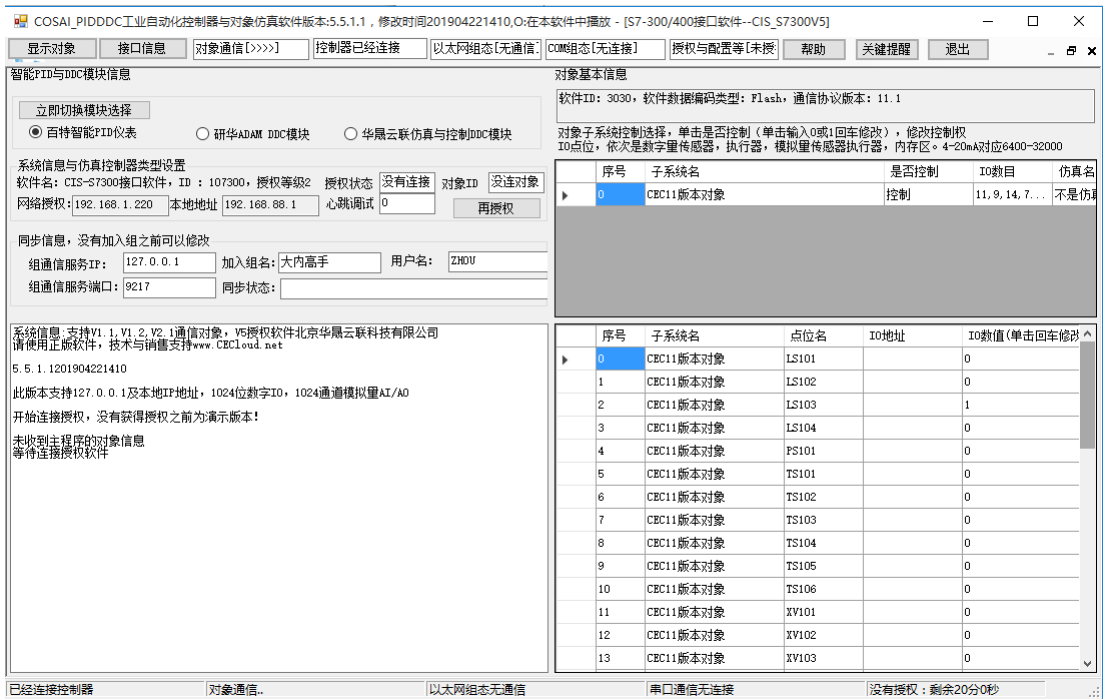 COSAI_PIDDDC工业自动化控制器与对象仿真软件版本:5.5.1.1，修改时间201904221410,O:在本软件中播放 - [S7-300/400接口软件--CIS_S7300V5]
显示对象 接口信息 对象通信[>>>>] 控制器已经连接 以太网组态[无通信] COM组态[无连接] 授权与配置等[未授 帮助 关键提醒 退出
智能PID与DDC模块信息
立即切换模块选择
百特智能PID仪表 研华ADAM DDC模块 华晟云联仿真与控制DDC模块
系统信息与仿真控制器类型设置
软件名：CIS-S7300接口软件，ID ：107300，授权等级2 授权状态 没有连接 对象ID 没连对象
网络授权: 192.168.1.220 本地地址 192.168.88.1 心跳调试 0 再授权
同步信息，没有加入组之前可以修改
组通信服务IP: 127.0.0.1 加入组名: 大内高手 用户名: ZHOU
组通信服务端口: 9217 同步状态:
系统信息:支持V1.1,V1.2,V2.1通信对象，V5授权软件北京华晟云联科技有限公司
请使用正版软件，技术与销售支持www.CECloud.net
5.5.1.1201904221410
此版本支持127.0.0.1及本地IP地址，1024位数字IO，1024通道模拟量AI/AO
开始连接授权，没有获得授权之前为演示版本!
未收到主程序的对象信息
等待连接授权软件
对象基本信息
软件ID: 3030，软件数据编码类型: Flash，通信协议版本: 11.1
对象子系统控制选择，单击是否控制（单击输入0或1回车修改），修改控制权
IO点位，依次是数字量传感器，执行器，模拟量传感器执行器，内存区。4-20mA对应6400-32000
序号 子系统名 是否控制 IO数目 仿真名
0 CEC11版本对象 控制 11,9,14,7... 不是仿真
序号 子系统名 点位名 IO地址 IO数值(单击回车修改
0 CEC11版本对象 LS101 0
1 CEC11版本对象 LS102 0
2 CEC11版本对象 LS103 1
3 CEC11版本对象 LS104 0
4 CEC11版本对象 PS101 0
5 CEC11版本对象 TS101 0
6 CEC11版本对象 TS102 0
7 CEC11版本对象 TS103 0
8 CEC11版本对象 TS104 0
9 CEC11版本对象 TS105 0
10 CEC11版本对象 TS106 0
11 CEC11版本对象 XV101 0
12 CEC11版本对象 XV102 0
13 CEC11版本对象 XV103 0
已经连接控制器 对象通信.. 以太网组态无通信 串口通信无连接 没有授权：剩余20分0秒